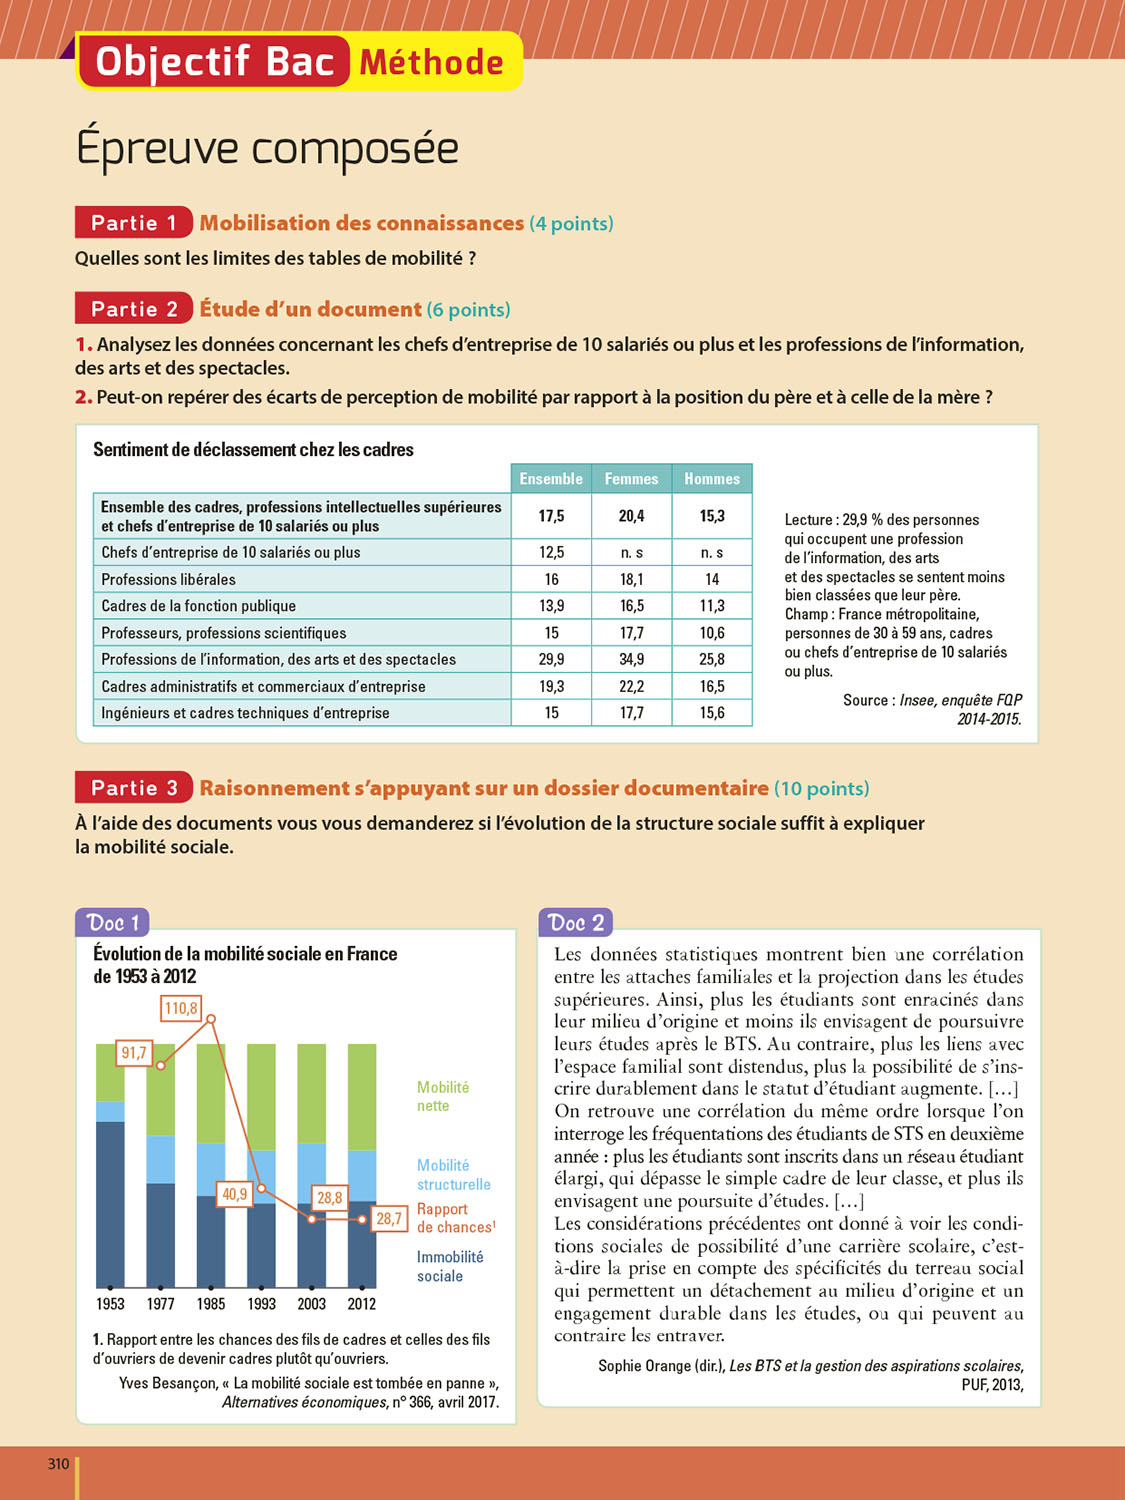 Objectif Bac Méthode
Épreuve composée
Partie 1 Mobilisation des connaissances (4 points)
Quelles sont les limites des tables de mobilité ?
Partie 2 Étude d'un document (6 points)
1. Analysez les données concernant les chefs d'entreprise de 10 salariés ou plus et les professions de l'information,
des arts et des spectacles.
2. Peut-on repérer des écarts de perception de mobilité par rapport à la position du père et à celle de la mère ?
Sentiment de déclassement chez les cadres
Ensemble Femmes Hommes
Ensemble des cadres, professions intellectuelles supérieures
et chefs d'entreprise de 10 salariés ou plus 17,5 20,4 15,3
Chefs d'entreprise de 10 salariés ou plus 12,5 n. s n. s
Professions libérales 16 18,1 14
Cadres de la fonction publique 13,9 16,5 11,3
Professeurs, professions scientifiques 15 17,7 10,6
Professions de l'information, des arts et des spectacles 29,9 34,9 25,8
Cadres administratifs et commerciaux d'entreprise 19,3 22,2 16,5
Ingénieurs et cadres techniques d'entreprise 15 17,7 15,6
Lecture : 29,9 % des personnes
qui occupent une profession
de l'information, des arts
et des spectacles se sentent moins
bien classées que leur père.
Champ : France métropolitaine,
personnes de 30 à 59 ans, cadres
ou chefs d'entreprise de 10 salariés
ou plus.
Source : Insee, enquête FQP
2014-2015.
Partie 3 Raisonnement s'appuyant sur un dossier documentaire (10 points)
À l'aide des documents vous vous demanderez si l'évolution de la structure sociale suffit à expliquer
la mobilité sociale.
Doc 1
Évolution de la mobilité sociale en France
de 1953 à 2012
110,8
91,7
40,9
28,8
28,7
Mobilité
nette
Mobilité
structurelle
Rapport
de chances¹
Immobilité
sociale
1953 1977 1985 1993 2003 2012
1. Rapport entre les chances des fils de cadres et celles des fils
d'ouvriers de devenir cadres plutôt qu'ouvriers.
Yves Besançon, « La mobilité sociale est tombée en panne »,
Alternatives économiques, n° 366, avril 2017.
Doc 2
Les données statistiques montrent bien une corrélation
entre les attaches familiales et la projection dans les études
supérieures. Ainsi, plus les étudiants sont enracinés dans
leur milieu d'origine et moins ils envisagent de poursuivre
leurs études après le BTS. Au contraire, plus les liens avec
l'espace familial sont distendus, plus la possibilité de s'ins-
crire durablement dans le statut d'étudiant augmente. […]
On retrouve une corrélation du même ordre lorsque l'on
interroge les fréquentations des étudiants de STS en deuxième
année : plus les étudiants sont inscrits dans un réseau étudiant
élargi, qui dépasse le simple cadre de leur classe, et plus ils
envisagent une poursuite d'études. […]
Les considérations précédentes ont donné à voir les condi-
tions sociales de possibilité d'une carrière scolaire, c'est-
à-dire la prise en compte des spécificités du terreau social
qui permettent un détachement au milieu d'origine et un
engagement durable dans les études, ou qui peuvent au
contraire les entraver.
Sophie Orange (dir.), Les BTS et la gestion des aspirations scolaires,
PUF, 2013,
310